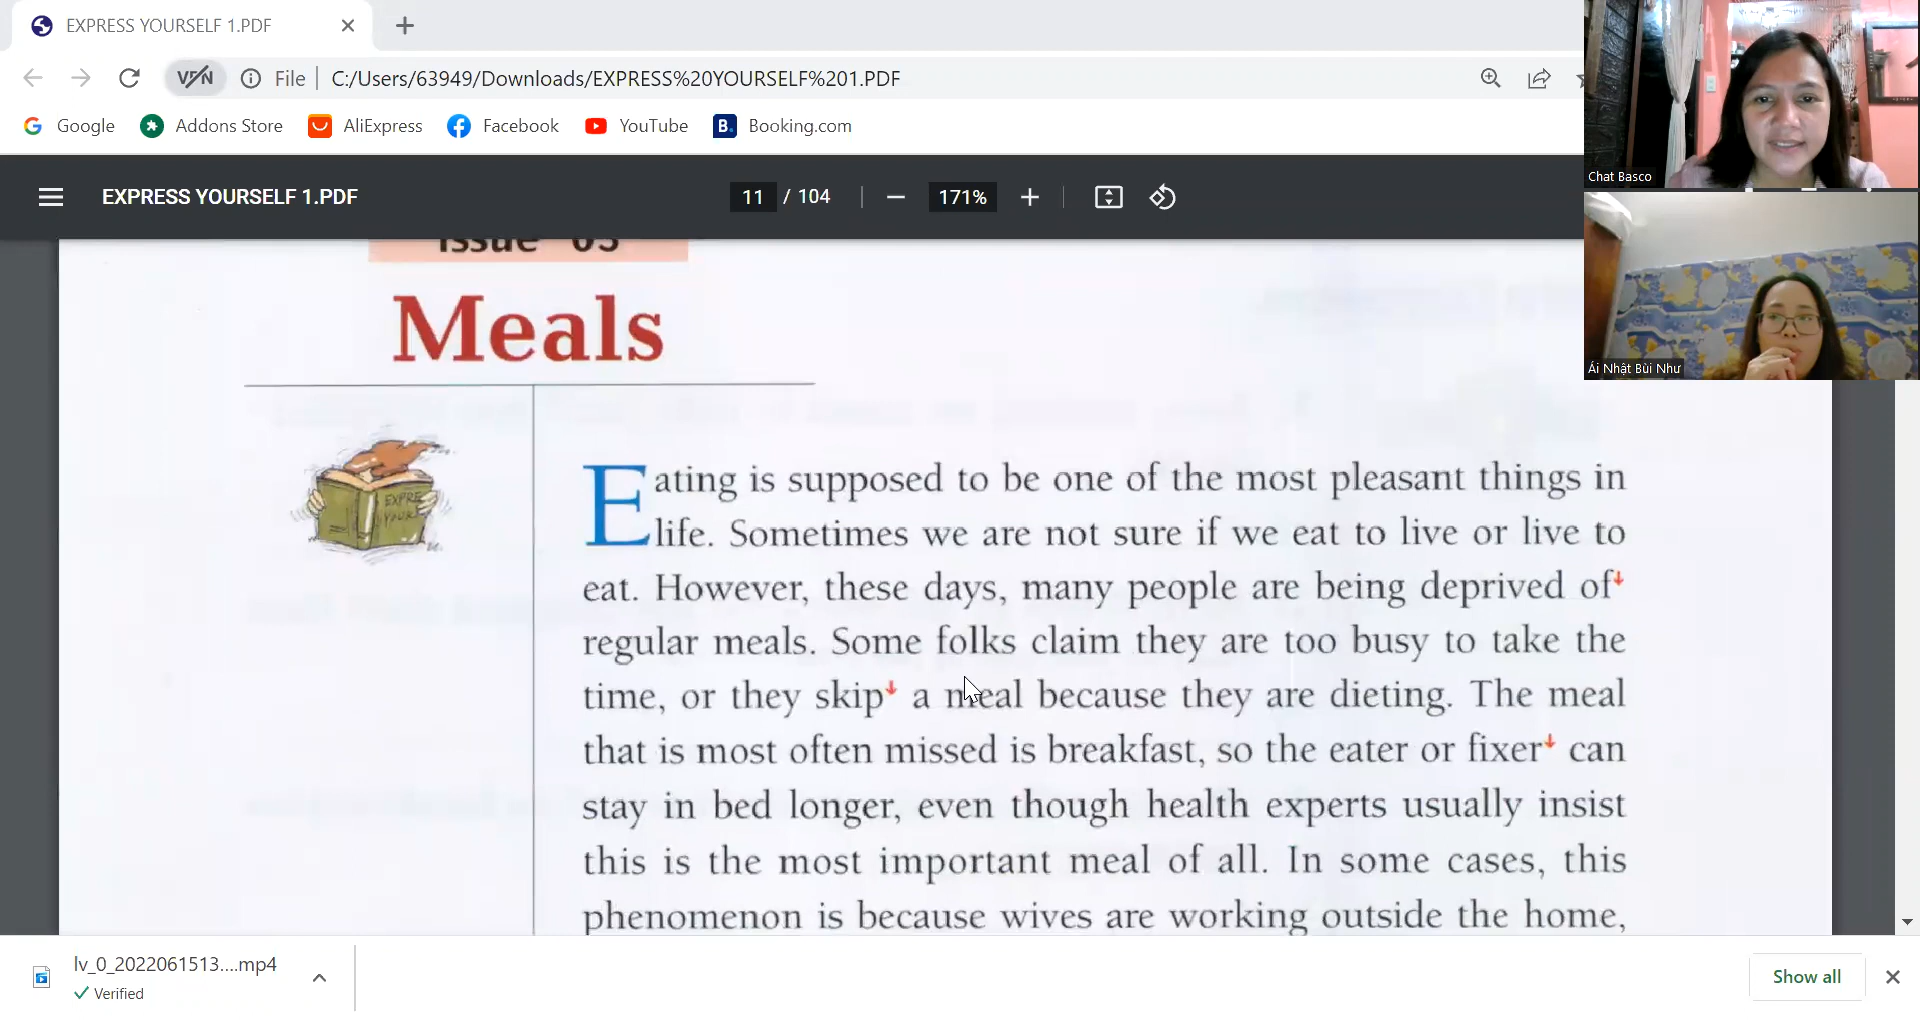 EXPRESS YOURSELF 1.PDF
VPN
File
C:/Users/63949/Downloads/EXPRESS%20YOURSELF%201.PDF
Google
Addons Store
AliExpress
Facebook
YouTube
B. Booking.com
EXPRESS YOURSELF 1.PDF
11 / 104
171%
Chat Basco
Ái Nhật Bùi Như
Issue 03
Meals
EXPRE
YOUR
Eating is supposed to be one of the most pleasant things in
life. Sometimes we are not sure if we eat to live or live to
eat. However, these days, many people are being deprived of
regular meals. Some folks claim they are too busy to take the
time, or they skip a meal because they are dieting. The meal
that is most often missed is breakfast, so the eater or fixer can
stay in bed longer, even though health experts usually insist
this is the most important meal of all. In some cases, this
phenomenon is because wives are working outside the home,
lv_0_2022061513....mp4
Verified
Show all